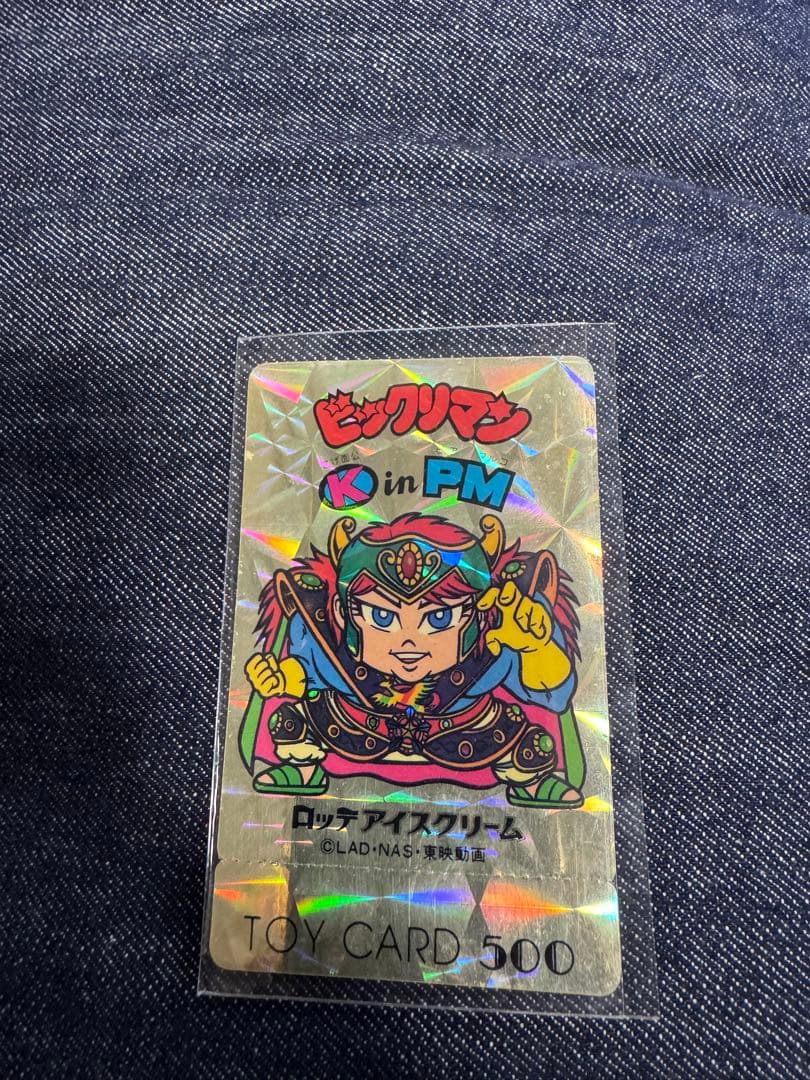 ビックリマン
K in PM
ロッテアイスクリーム
©LAD・NAS・東映動画
TOY CARD 500